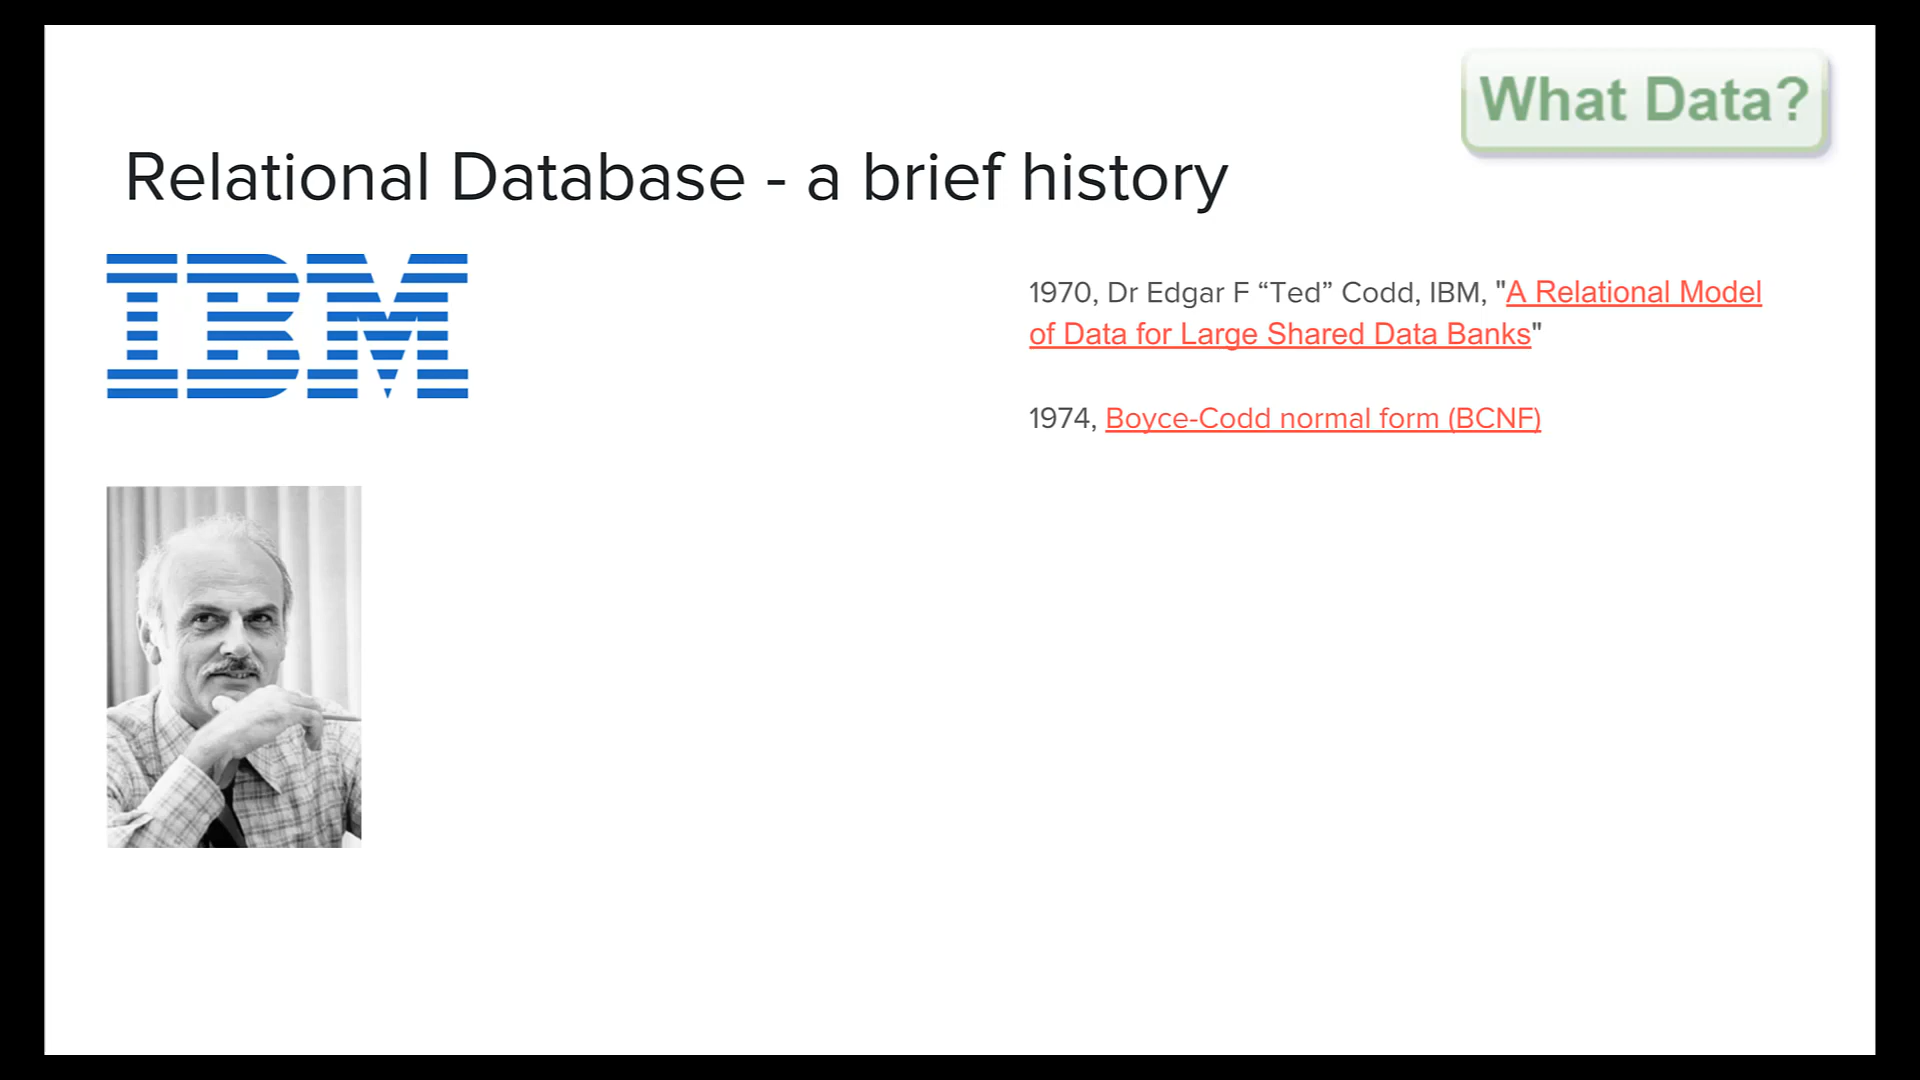 What Data?
Relational Database - a brief history
IBM
1970, Dr Edgar F “Ted” Codd, IBM, "A Relational Model
of Data for Large Shared Data Banks"
1974, Boyce-Codd normal form (BCNF)